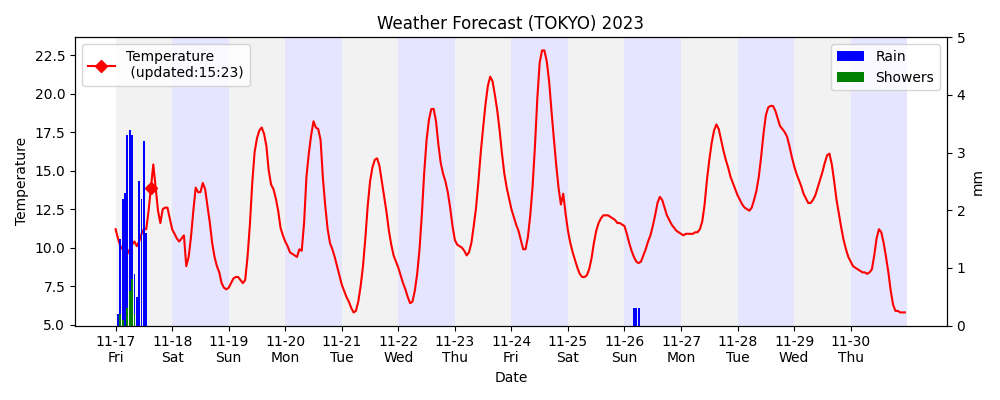 Weather Forecast (TOKYO) 2023
Temperature
(updated:15:23)
Rain
Showers
Temperature
22.5
20.0
17.5
15.0
12.5
10.0
7.5
5.0
5
4
3
2
1
0
mm
11-17 11-18 11-19 11-20 11-21 11-22 11-23 11-24 11-25 11-26 11-27 11-28 11-29 11-30
Fri Sat Sun Mon Tue Wed Thu Fri Sat Sun Mon Tue Wed Thu
Date